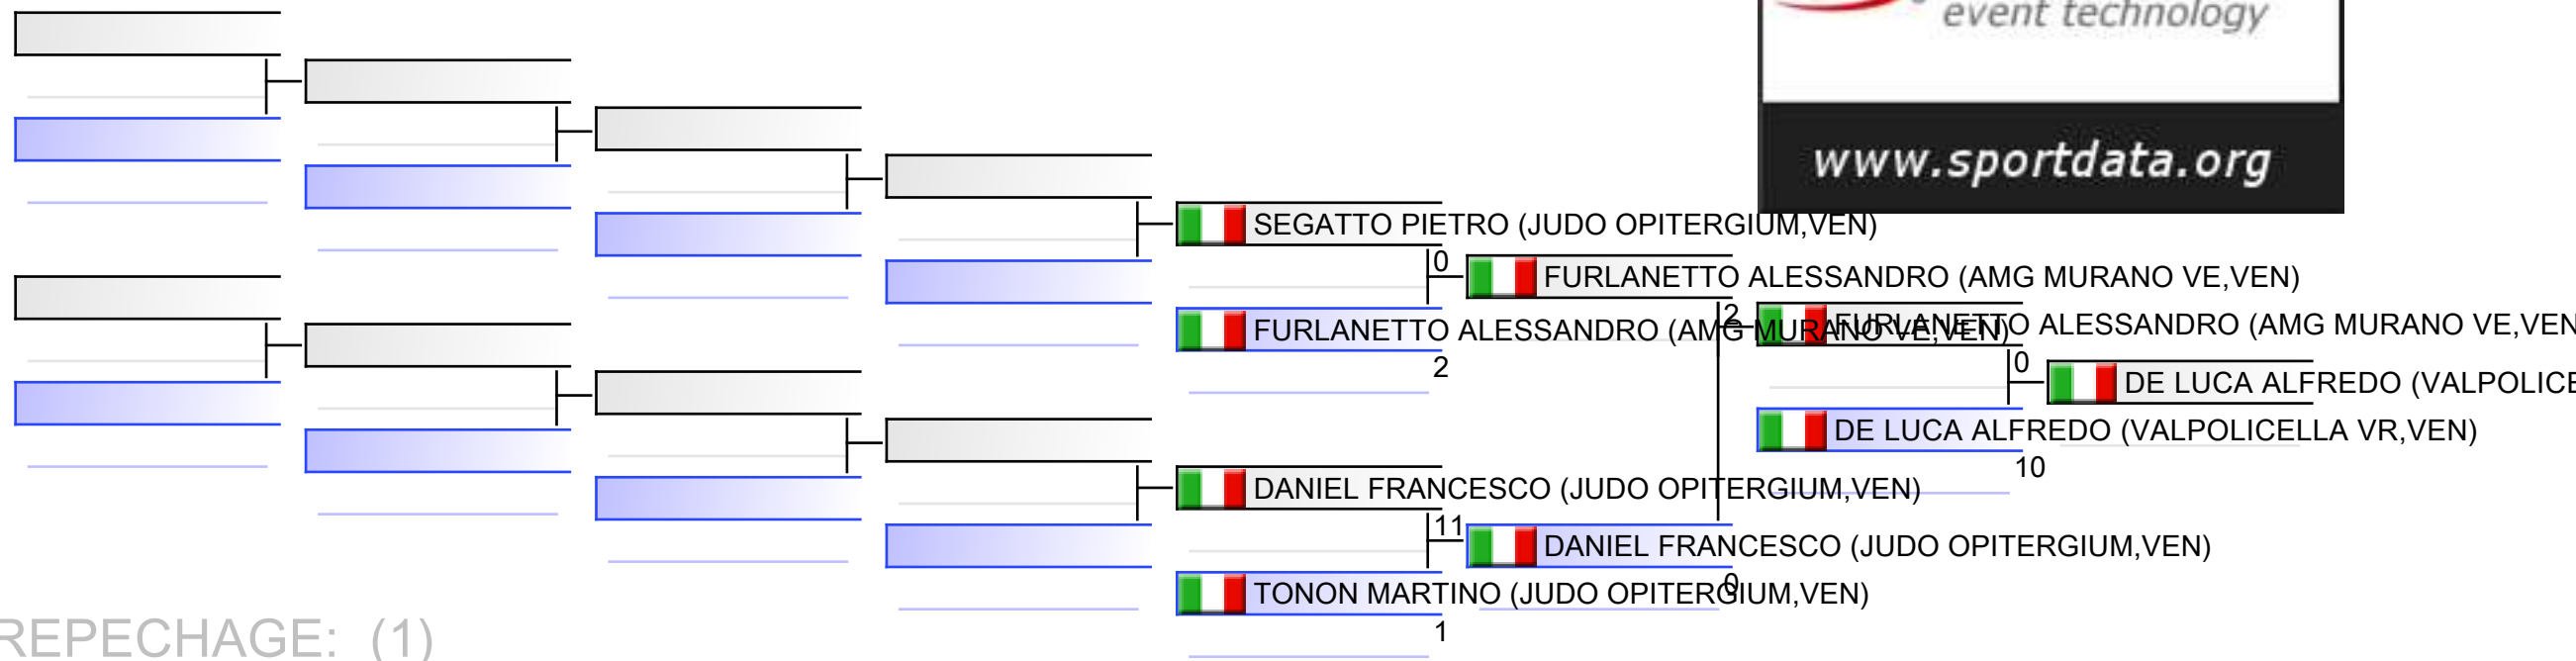 event technology
www.sportdata.org
SEGATTO PIETRO (JUDO OPITERGIUM,VEN)
0
FURLANETTO ALESSANDRO (AMG MURANO VE,VEN)
2
FURLANETTO ALESSANDRO (AMG MURANO VE,VEN)
2
FURLANETTO ALESSANDRO (AMG MURANO VE,VEN
0
DE LUCA ALFREDO (VALPOLICE
DE LUCA ALFREDO (VALPOLICELLA VR,VEN)
10
DANIEL FRANCESCO (JUDO OPITERGIUM,VEN)
11
DANIEL FRANCESCO (JUDO OPITERGIUM,VEN)
0
TONON MARTINO (JUDO OPITERGIUM,VEN)
1
REPECHAGE: (1)